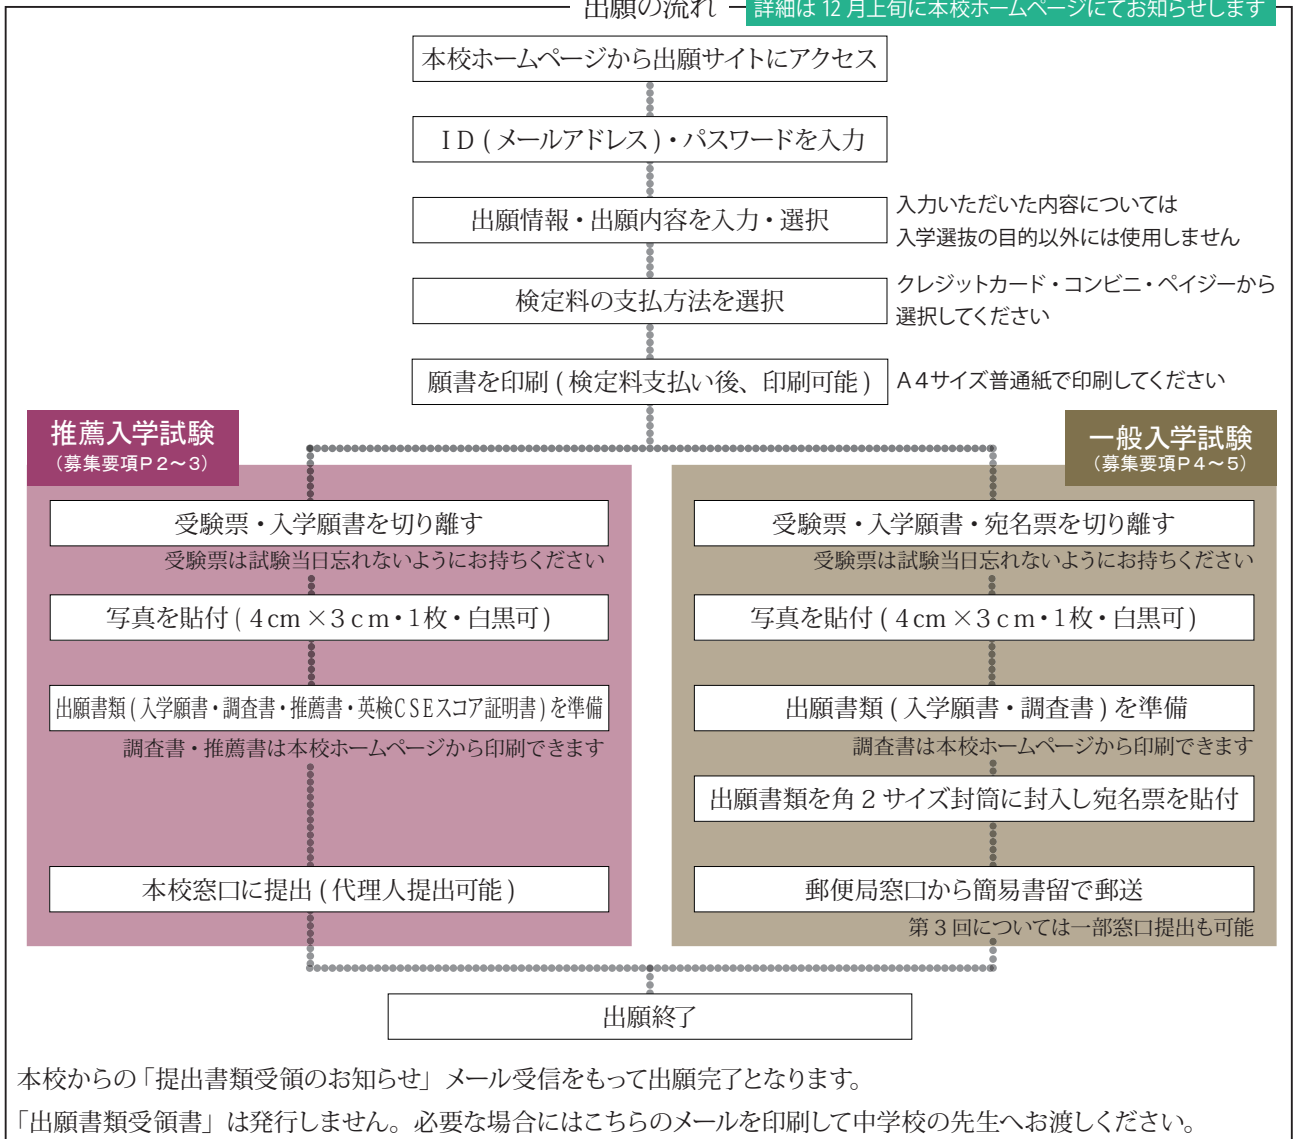 出願の流れ
詳細は 12 月上旬に本校ホームページにてお知らせします
本校ホームページから出願サイトにアクセス
ID(メールアドレス)・パスワードを入力
出願情報・出願内容を入力・選択
入力いただいた内容については
入学選抜の目的以外には使用しません
検定料の支払方法を選択
クレジットカード・コンビニ・ペイジーから
選択してください
願書を印刷(検定料支払い後、印刷可能)
A4サイズ普通紙で印刷してください
推薦入学試験
(募集要項P2〜3)
受験票・入学願書を切り離す
受験票は試験当日忘れないようにお持ちください
写真を貼付(4cm×3cm・1枚・白黒可)
出願書類(入学願書・調査書・推薦書・英検CSEスコア証明書)を準備
調査書・推薦書は本校ホームページから印刷できます
本校窓口に提出(代理人提出可能)
一般入学試験
(募集要項P4〜5)
受験票・入学願書・宛名票を切り離す
受験票は試験当日忘れないようにお持ちください
写真を貼付(4cm×3cm・1枚・白黒可)
出願書類(入学願書・調査書)を準備
調査書は本校ホームページから印刷できます
出願書類を角2サイズ封筒に封入し宛名票を貼付
郵便局窓口から簡易書留で郵送
第3回については一部窓口提出も可能
出願終了
本校からの「提出書類受領のお知らせ」メール受信をもって出願完了となります。
「出願書類受領書」は発行しません。必要な場合にはこちらのメールを印刷して中学校の先生へお渡しください。